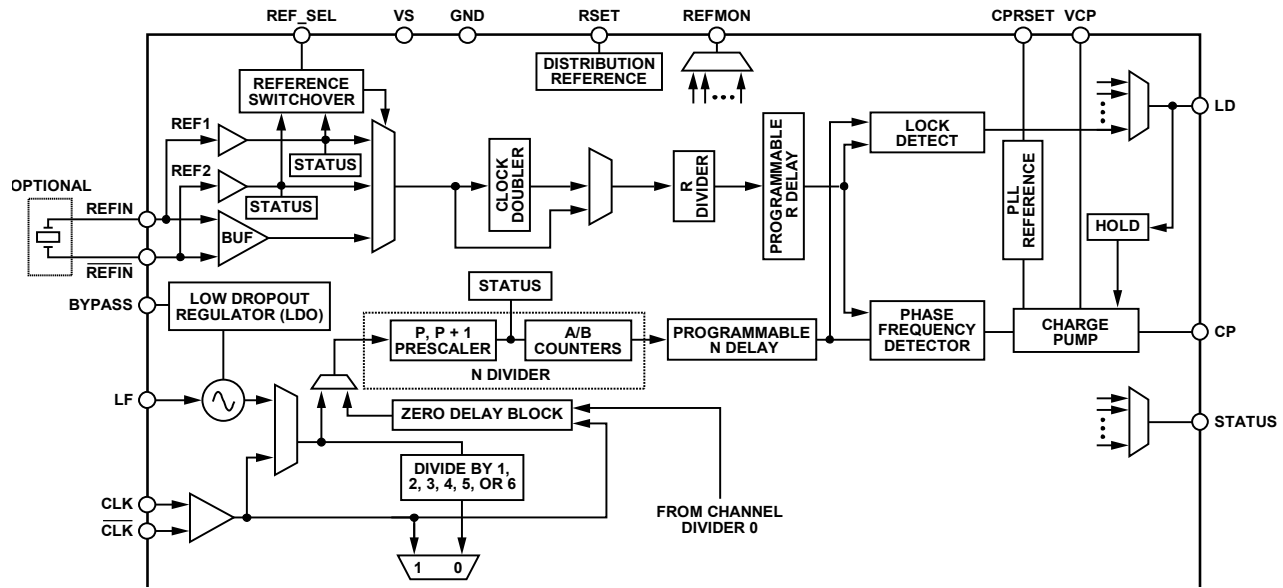 REF_SEL
VS
GND
RSET
REFMON
CPRSET
VCP
DISTRIBUTION
REFERENCE
REFERENCE
SWITCHOVER
LD
REF1
STATUS
LOCK
DETECT
REF2
STATUS
CLOCK
DOUBLER
R
DIVIDER
PROGRAMMABLE
R DELAY
PLL
REFERENCE
OPTIONAL
REFIN
BUF
HOLD
REFIN
BYPASS
LOW DROPOUT
REGULATOR (LDO)
STATUS
P, P + 1
PRESCALER
A/B
COUNTERS
N DIVIDER
PROGRAMMABLE
N DELAY
PHASE
FREQUENCY
DETECTOR
CHARGE
PUMP
CP
LF
ZERO DELAY BLOCK
STATUS
DIVIDE BY 1,
2, 3, 4, 5, OR 6
CLK
CLK
FROM CHANNEL
DIVIDER 0
1 0